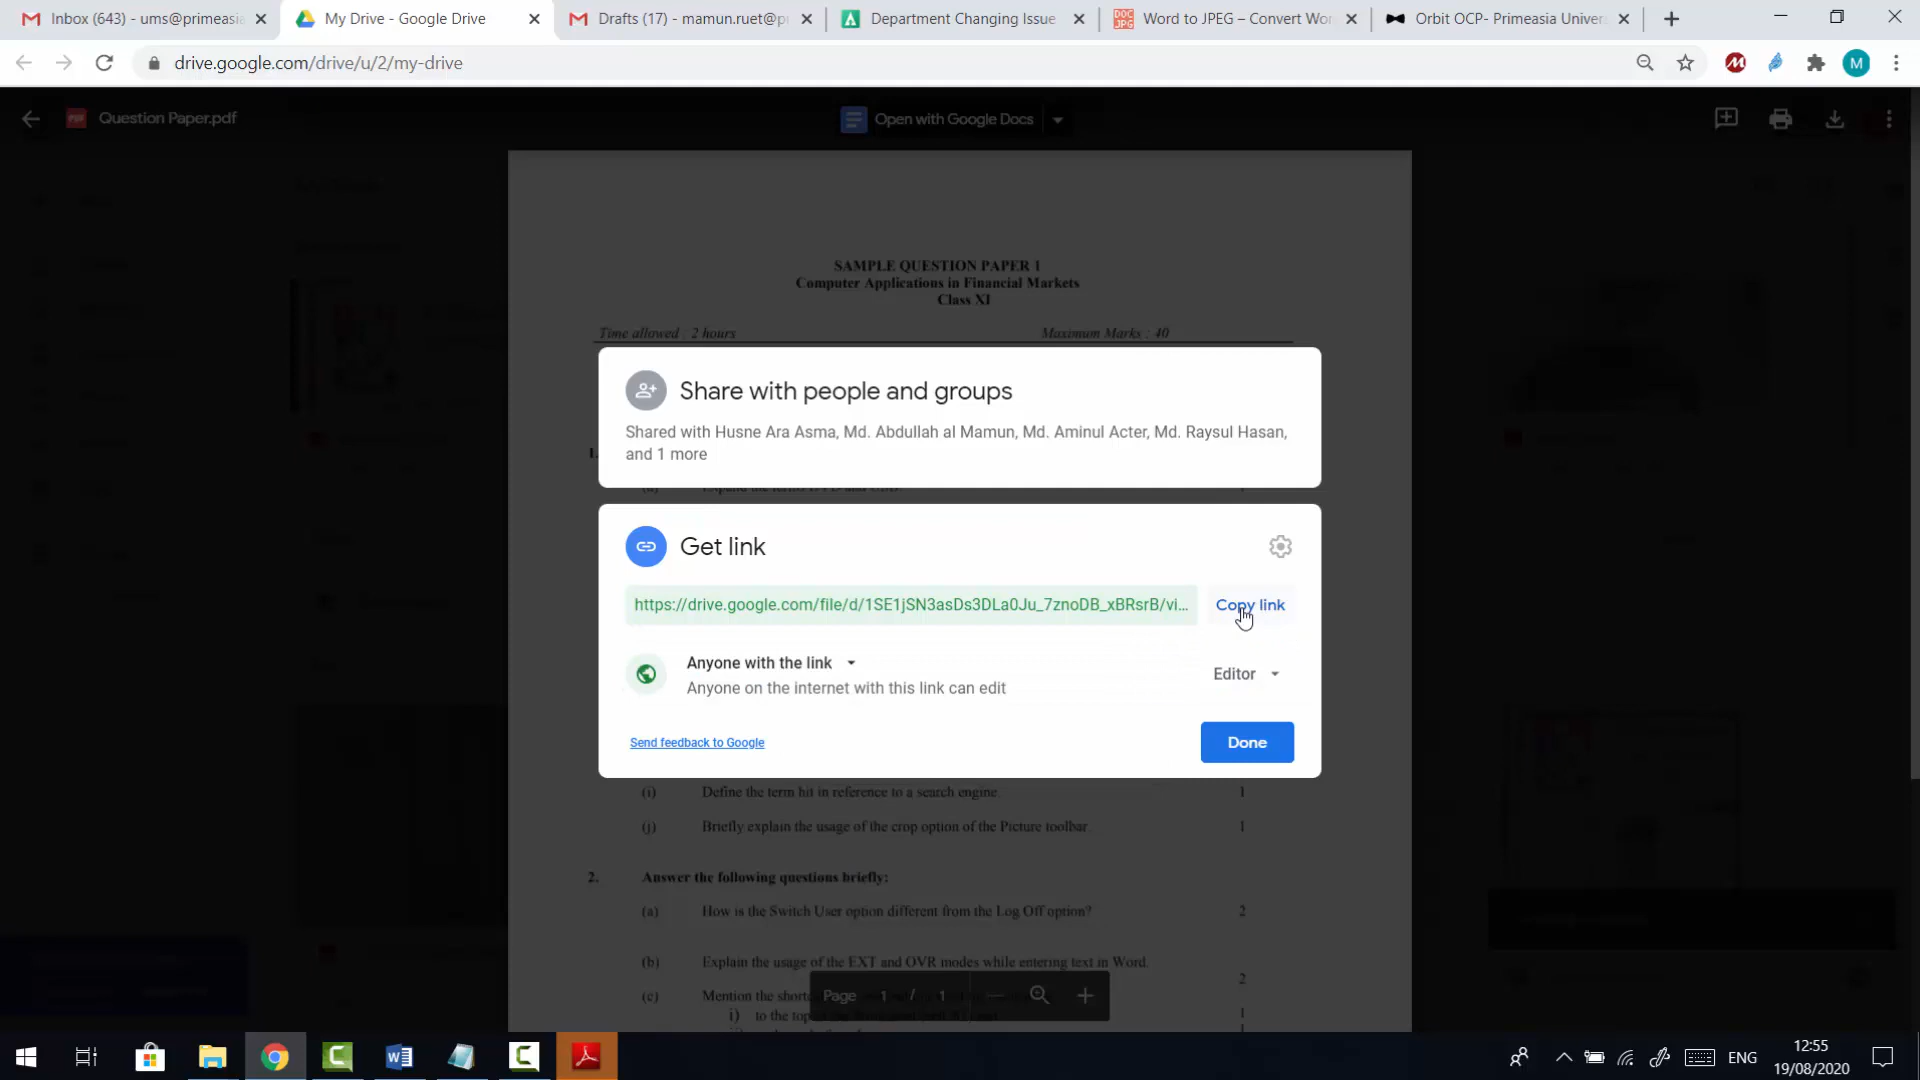 Inbox (643) - ums@primeasia
My Drive - Google Drive
Drafts (17) - mamun.ruet@p
Department Changing Issue
Word to JPEG – Convert Wor
Orbit OCP- Primeasia Univer
drive.google.com/drive/u/2/my-drive
M
Question Paper.pdf
Open with Google Docs
SAMPLE QUESTION PAPER 1
Computer Applications in Financial Markets
Class XI
Time allowed : 2 hours Maximum Marks : 40
Share with people and groups
Shared with Husne Ara Asma, Md. Abdullah al Mamun, Md. Aminul Acter, Md. Raysul Hasan,
and 1 more
1.
Get link
https://drive.google.com/file/d/1SE1jSN3asDs3DLa0Ju_7znoDB_xBRsrB/vi...
Copy link
Anyone with the link
Anyone on the internet with this link can edit
Editor
Send feedback to Google
Done
(i) Define the term hit in reference to a search engine. 1
(j) Briefly explain the usage of the crop option of the Picture toolbar. 1
2. Answer the following questions briefly:
(a) How is the Switch User option different from the Log Off option? 2
(b) Explain the usage of the EXT and OVR modes while entering text in Word.
2
(c) Mention the
Page 1 / 1
i) to the top 1
ENG
12:55
19/08/2020